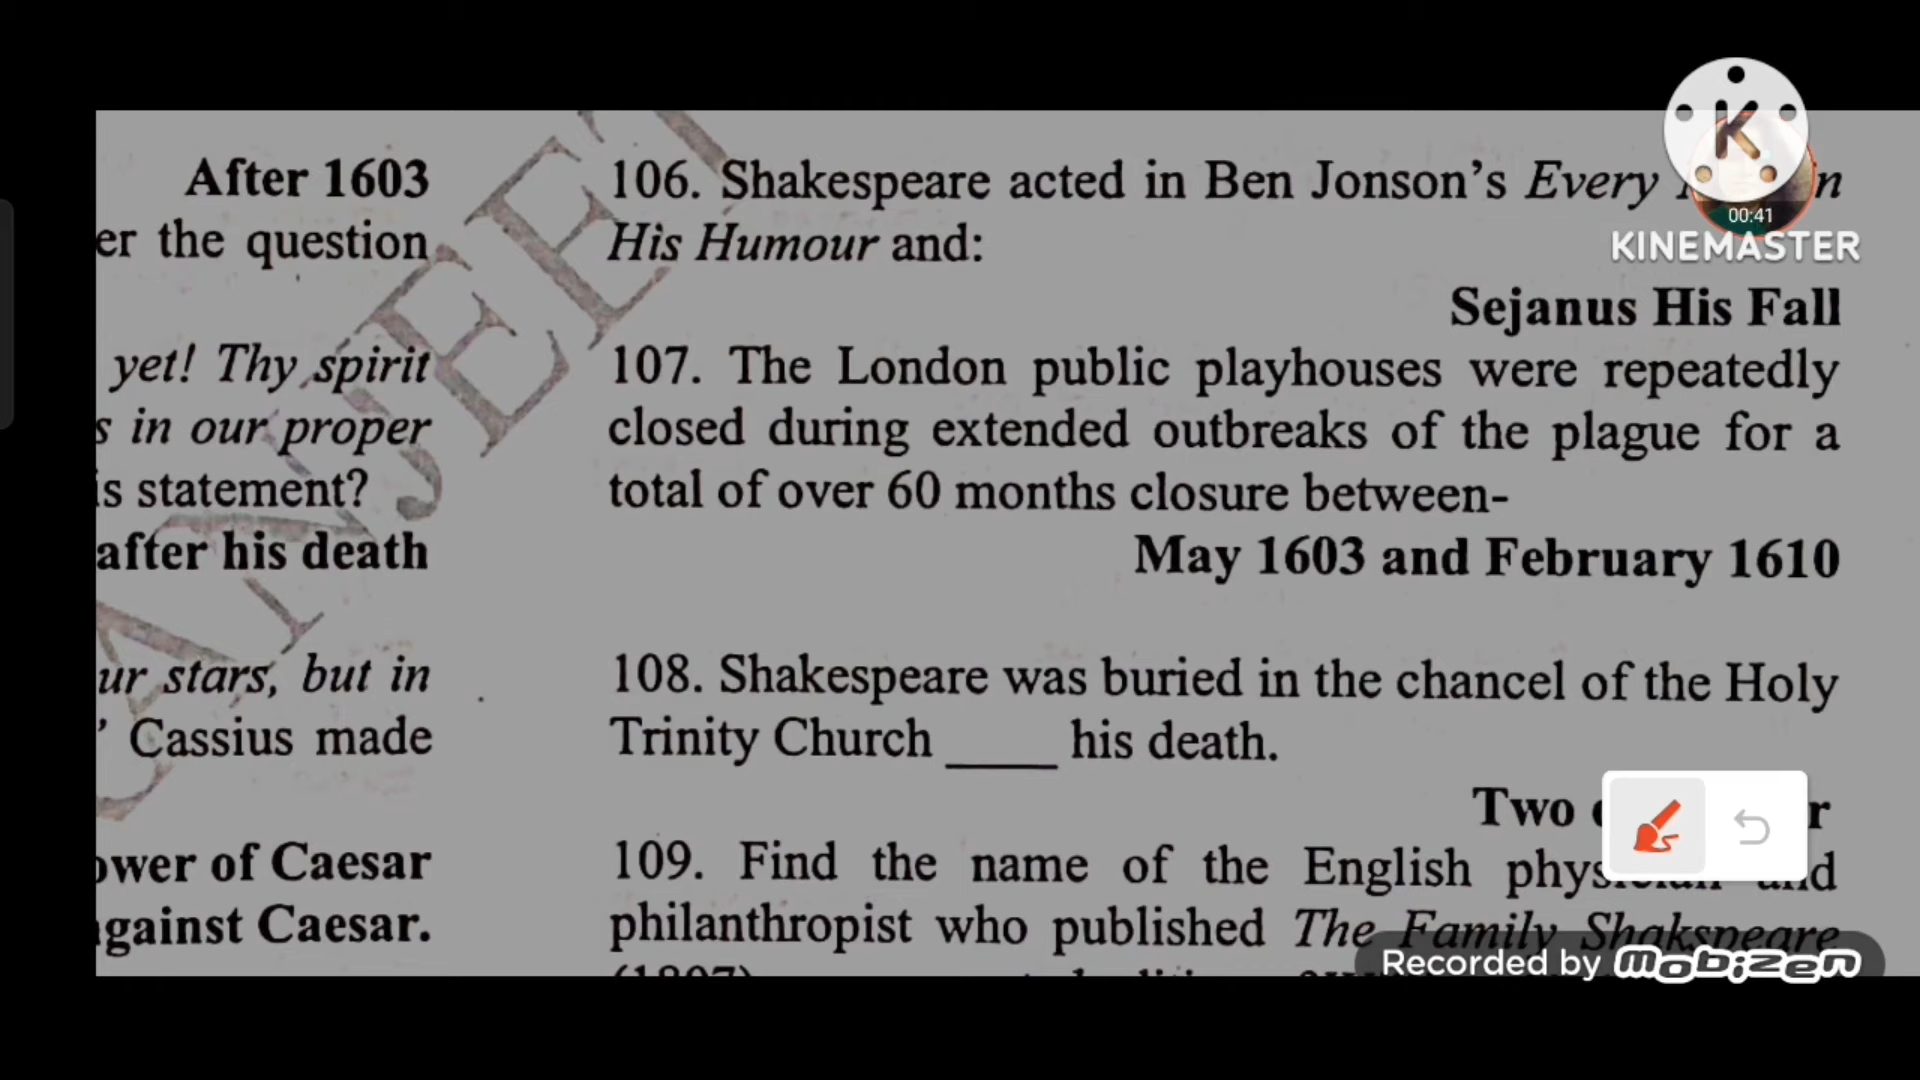 After 1603
er the question
yet! Thy spirit
s in our proper
is statement?
after his death
ur stars, but in
' Cassius made
ower of Caesar
gainst Caesar.
106. Shakespeare acted in Ben Jonson's Every n
His Humour and:
Sejanus His Fall
107. The London public playhouses were repeatedly
closed during extended outbreaks of the plague for a
total of over 60 months closure between-
May 1603 and February 1610
108. Shakespeare was buried in the chancel of the Holy
Trinity Church ____ his death.
Two
109. Find the name of the English physician and
philanthropist who published The Family Shakspeare
(1807)
K
00:41
KINEMASTER
Recorded by mobizen